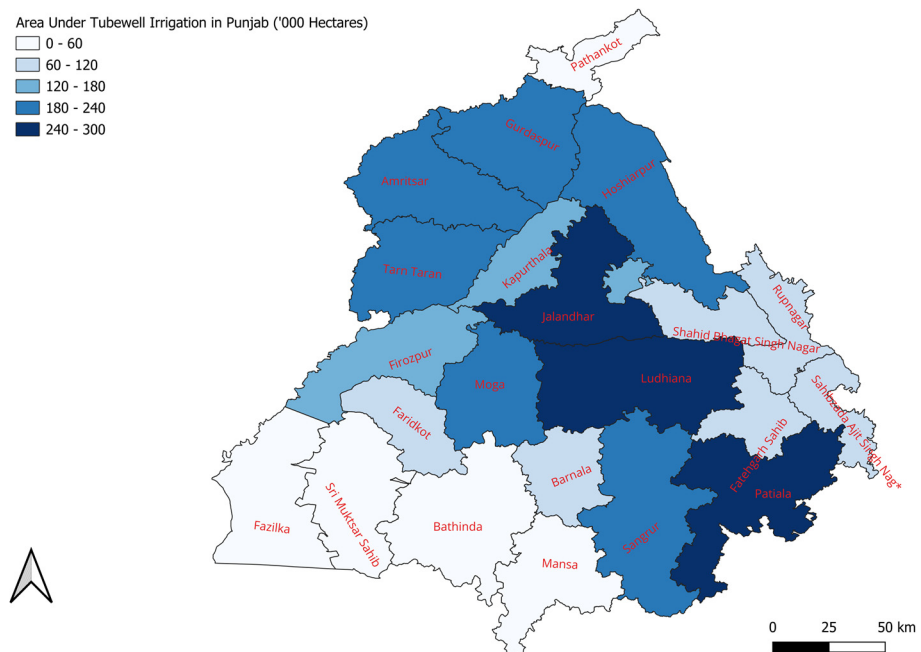 Area Under Tubewell Irrigation in Punjab ('000 Hectares)
0 - 60
60 - 120
120 - 180
180 - 240
240 - 300
Pathankot
Gurdaspur
Amritsar
Hoshiarpur
Tarn Taran
Kapurthala
Rupnagar
Jalandhar
Shahid Bhagat Singh Nagar
Firozpur
Moga
Ludhiana
Sahibzada Ajit Singh Nag*
Faridkot
Fatehgarh Sahib
Barnala
Patiala
Sri Muktsar Sahib
Fazilka
Bathinda
Sangrur
Mansa
0 25 50 km